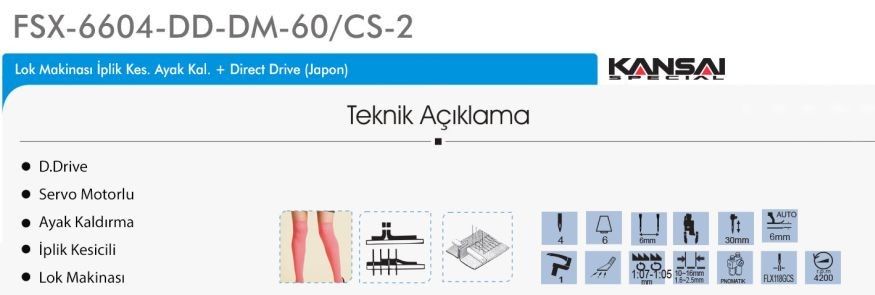 FSX-6604-DD-DM-60/CS-2
Lok Makinası İplik Kes. Ayak Kal. + Direct Drive (Japon)
KANSAI
SPECIAL
Teknik Açıklama
D.Drive
Servo Motorlu
Ayak Kaldırma
İplik Kesicili
Lok Makinası
4
6
6mm
30mm
AUTO
6mm
1
1:07-1:05
mm
10~16mm
1.6~2.5mm
PNOMATIK
FLX118GCS
r.p.m
4200